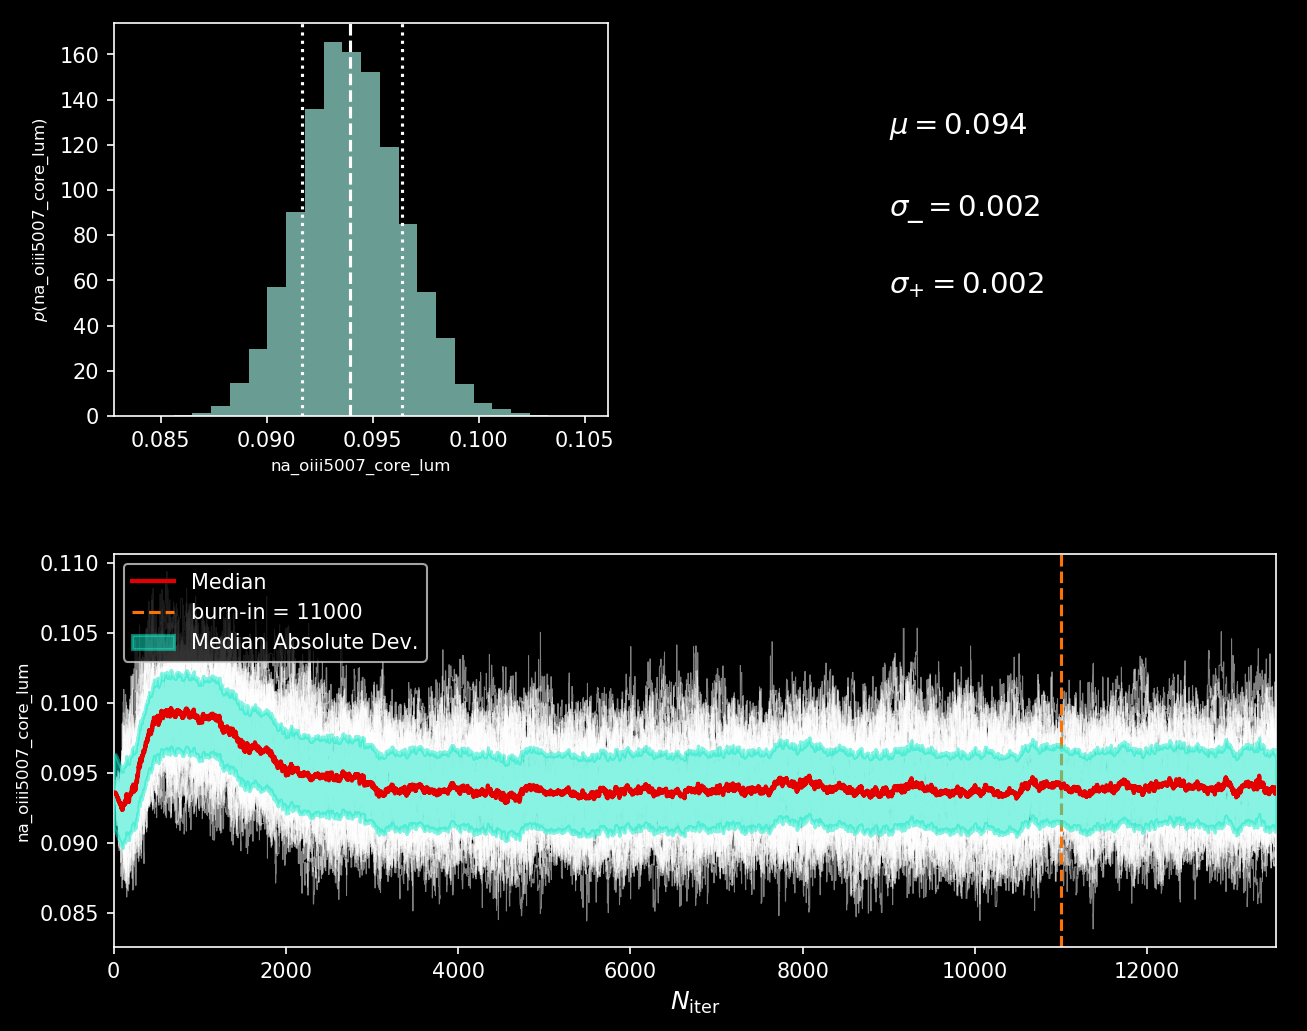 160
140
120
100
80
60
40
20
0
p(na_oiii5007_core_lum)
0.085 0.090 0.095 0.100 0.105
na_oiii5007_core_lum
μ = 0.094
σ_ = 0.002
σ+ = 0.002
0.110
0.105
0.100
0.095
0.090
0.085
na_oiii5007_core_lum
Median
burn-in = 11000
Median Absolute Dev.
0 2000 4000 6000 8000 10000 12000
Niter